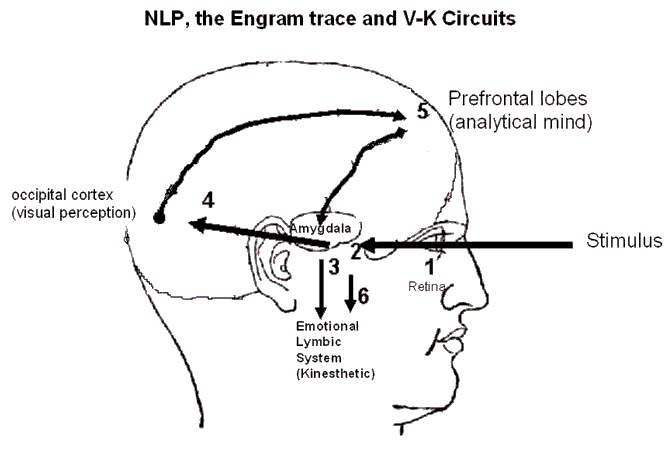 NLP, the Engram trace and V-K Circuits
5
Prefrontal lobes
(analytical mind)
occipital cortex
(visual perception)
4
Amygdala
2
Stimulus
3
1
Retina
6
Emotional
Lymbic
System
(Kinesthetic)